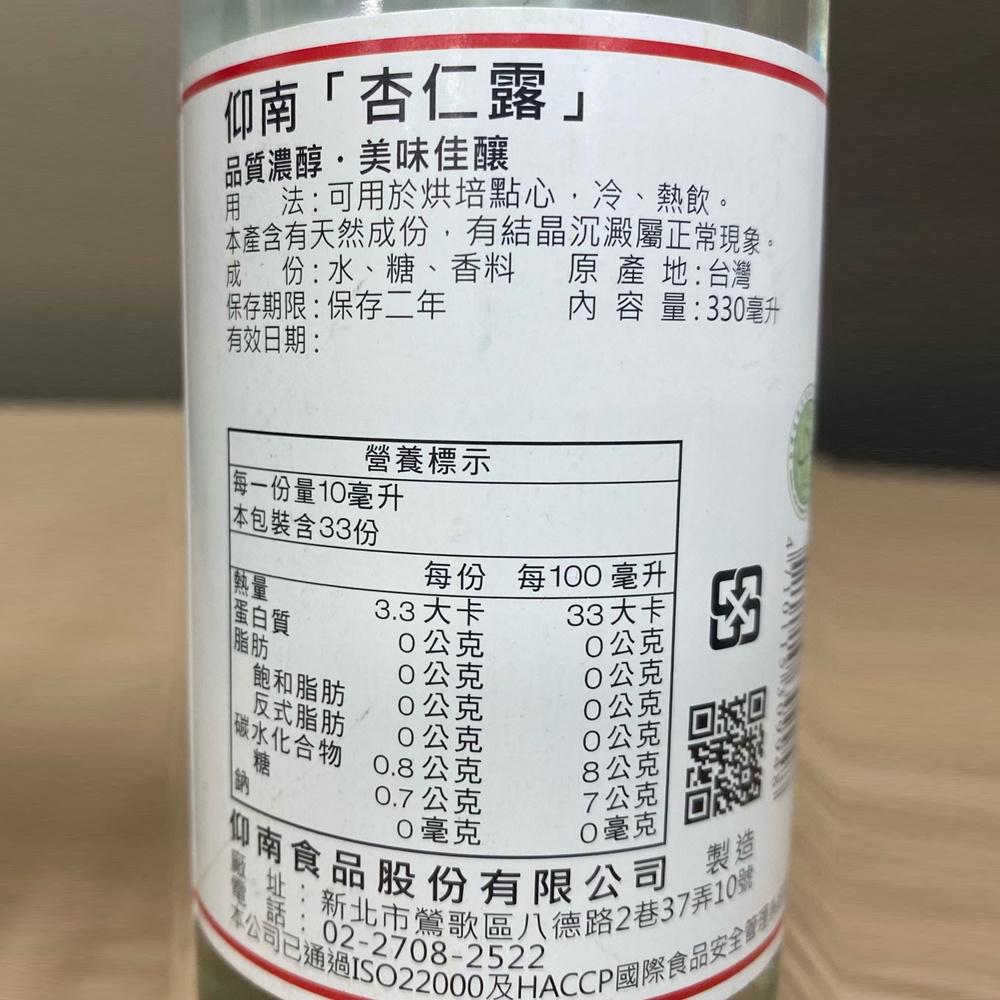 仰南「杏仁露」
品質濃醇・美味佳釀
用 法:可用於烘培點心，冷、熱飲。
本產含有天然成份，有結晶沉澱屬正常現象。
成 份:水、糖、香料 原 產 地:台灣
保存期限:保存二年 內 容 量:330毫升
有效日期:
營養標示
每一份量10毫升
本包裝含33份
每份 每100毫升
熱量 3.3大卡 33大卡
蛋白質 0公克 0公克
脂肪 0公克 0公克
飽和脂肪 0公克 0公克
反式脂肪 0公克 0公克
碳水化合物 0.8公克 8公克
糖 0.7公克 7公克
鈉 0毫克 0毫克
仰南食品股份有限公司 製造
廠 址:新北市鶯歌區八德路2巷37弄10號
電 話:02-2708-2522
本公司已通過ISO22000及HACCP國際食品安全管理